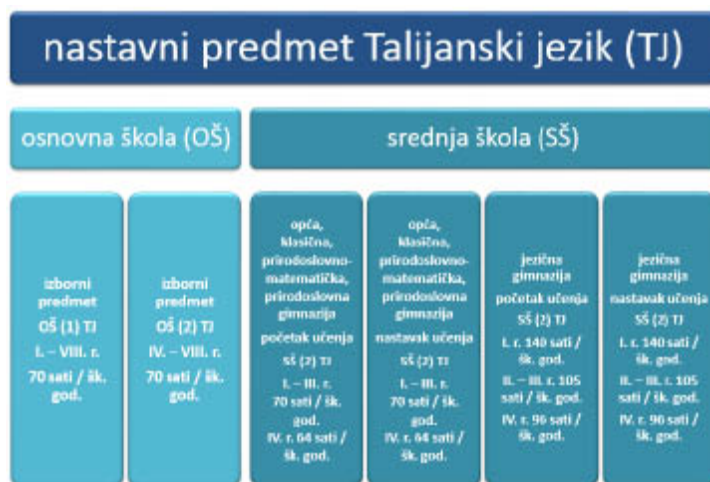 nastavni predmet Talijanski jezik (TJ)
osnovna škola (OŠ)
srednja škola (SŠ)
izborni
predmet
OŠ (1) TJ
I. – VIII. r.
70 sati / šk.
god.
izborni
predmet
OŠ (2) TJ
IV. – VIII. r.
70 sati / šk.
god.
opća,
klasična,
prirodoslovno-
matematička,
prirodoslovna
gimnazija
početak učenja
SŠ (2) TJ
I. – III. r.
70 sati / šk.
god.
IV. r. 64 sati /
šk. god.
opća,
klasična,
prirodoslovno-
matematička,
prirodoslovna
gimnazija
nastavak učenja
SŠ (2) TJ
I. – III. r.
70 sati / šk.
god.
IV. r. 64 sati /
šk. god.
jezična
gimnazija
početak učenja
SŠ (2) TJ
I. r. 140 sati /
šk. god.
II. – III. r. 105
sati / šk. god.
IV. r. 96 sati /
šk. god.
jezična
gimnazija
nastavak učenja
SŠ (2) TJ
I. r. 140 sati /
šk. god.
II. – III. r. 105
sati / šk. god.
IV. r. 96 sati /
šk. god.